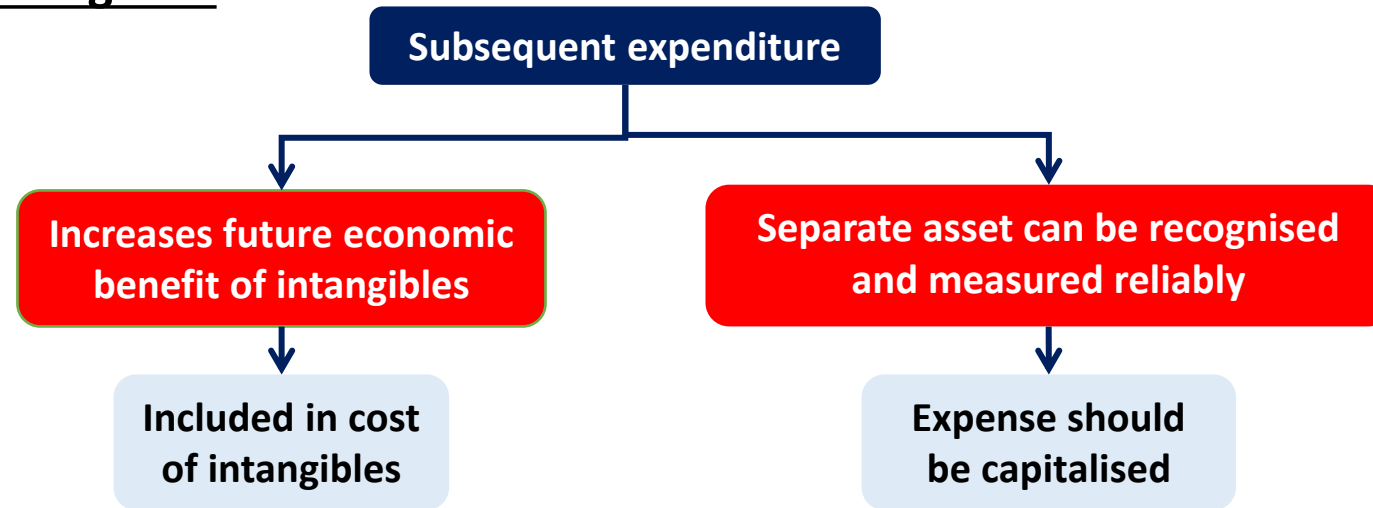 Subsequent expenditure
Increases future economic
benefit of intangibles
Separate asset can be recognised
and measured reliably
Included in cost
of intangibles
Expense should
be capitalised